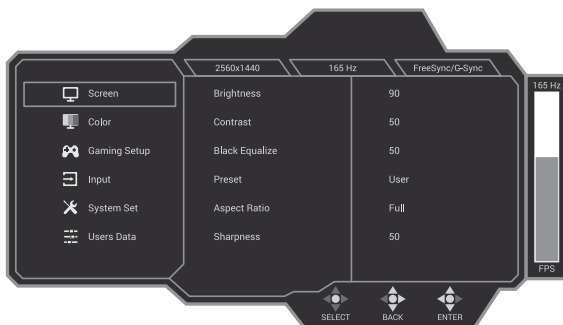 2560x1440 165 Hz FreeSync/G-Sync
165 Hz
Screen
Color
Gaming Setup
Input
System Set
Users Data
Brightness 90
Contrast 50
Black Equalize 50
Preset User
Aspect Ratio Full
Sharpness 50
FPS
SELECT BACK ENTER